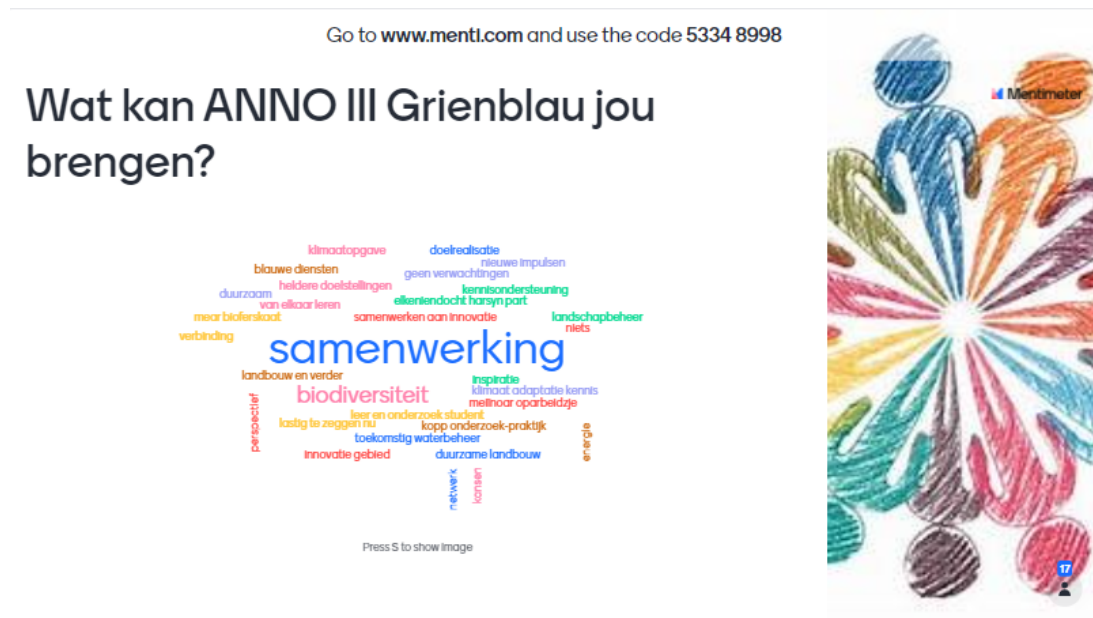 Go to www.menti.com and use the code 5334 8998
Mentimeter
Wat kan ANNO III Grienblau jou
brengen?
klimaatopgave
doelrealisatie
nieuwe impulsen
blauwe diensten
geen verwachtingen
heldere doelstellingen
kennisondersteuning
duurzaam
van elkaar leren
elkeniendocht harsyn part
mear bioferskaat
samenwerken aan innovatie
landschapbeheer
niets
verbinding
samenwerking
landbouw en verder
inspiratie
biodiversiteit
klimaat adaptatie kennis
meiinoar oparbeidzje
perspectief
leer en onderzoek student
lastig te zeggen nu
kopp onderzoek-praktijk
energie
toekomstig waterbeheer
innovatie gebied
duurzame landbouw
netwerk
kansen
Press S to show image
17